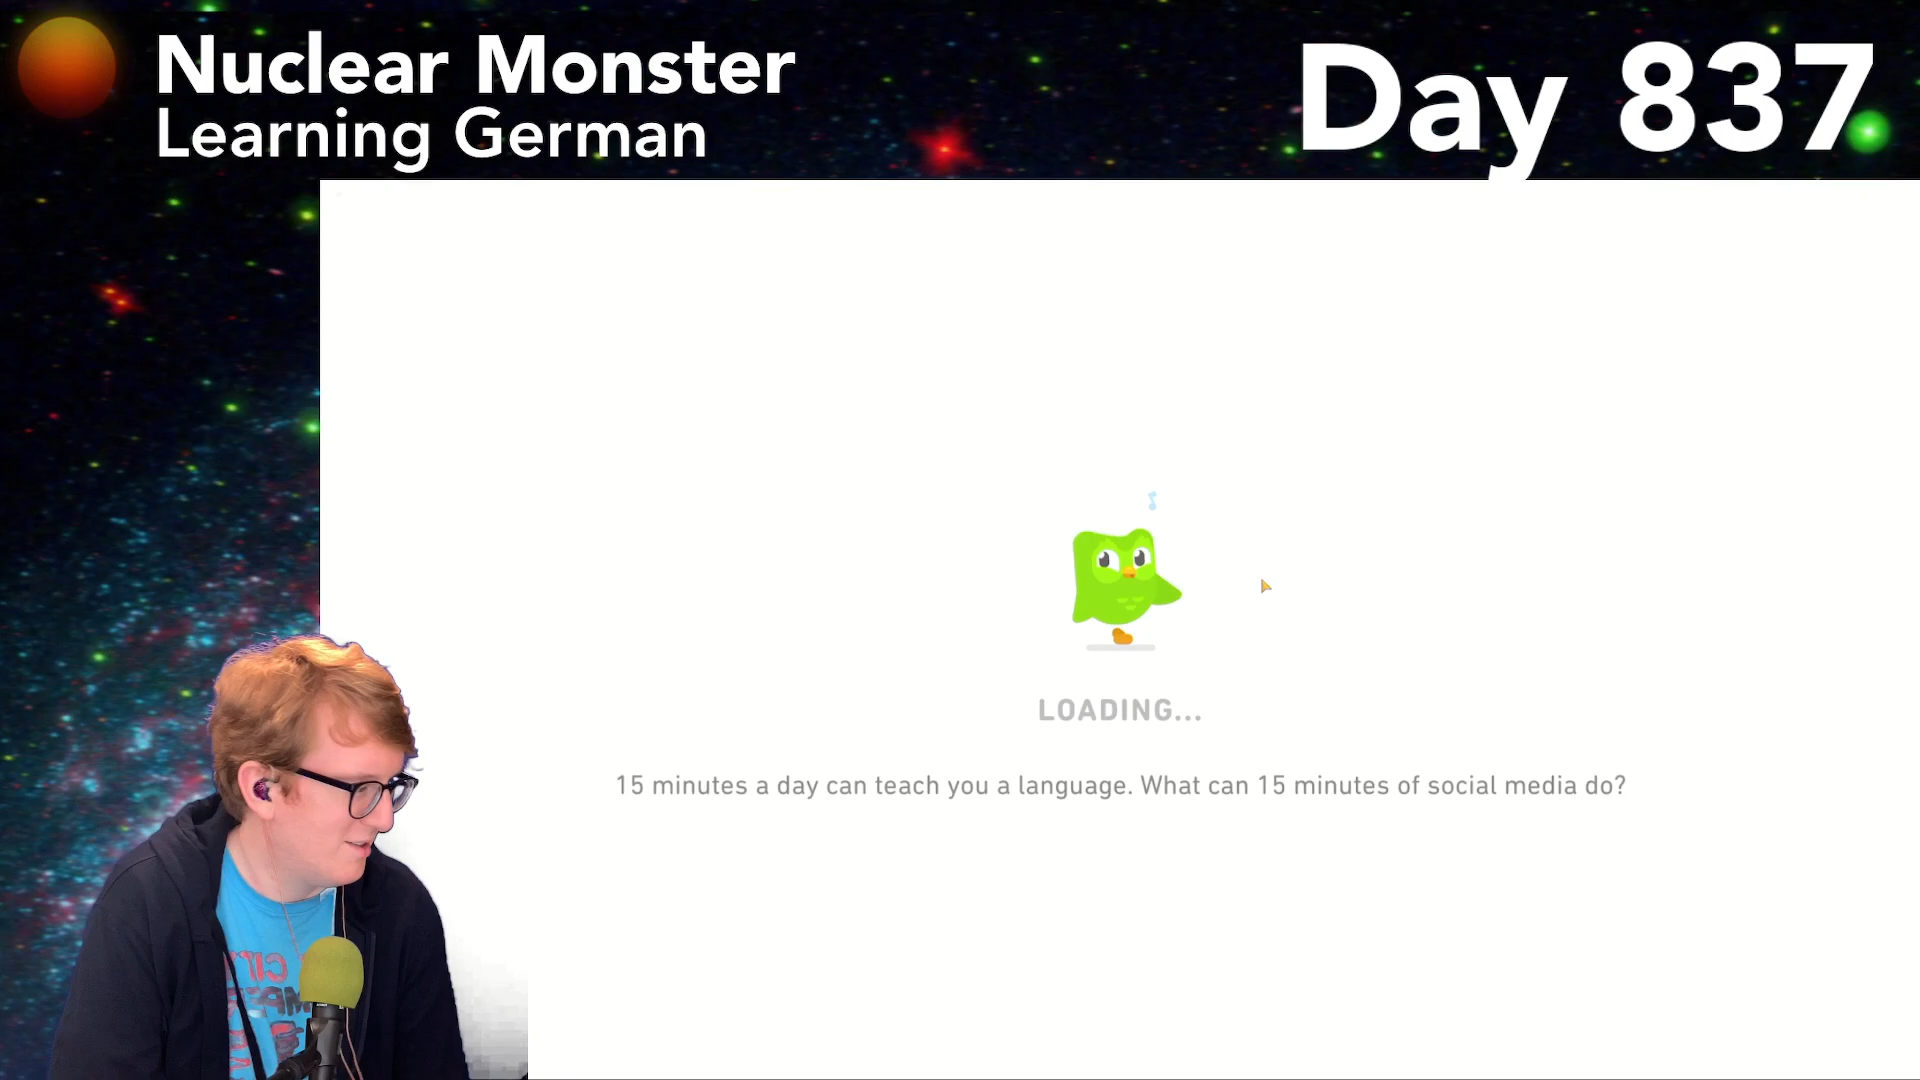 Nuclear Monster
Learning German
Day 837
LOADING...
15 minutes a day can teach you a language. What can 15 minutes of social media do?